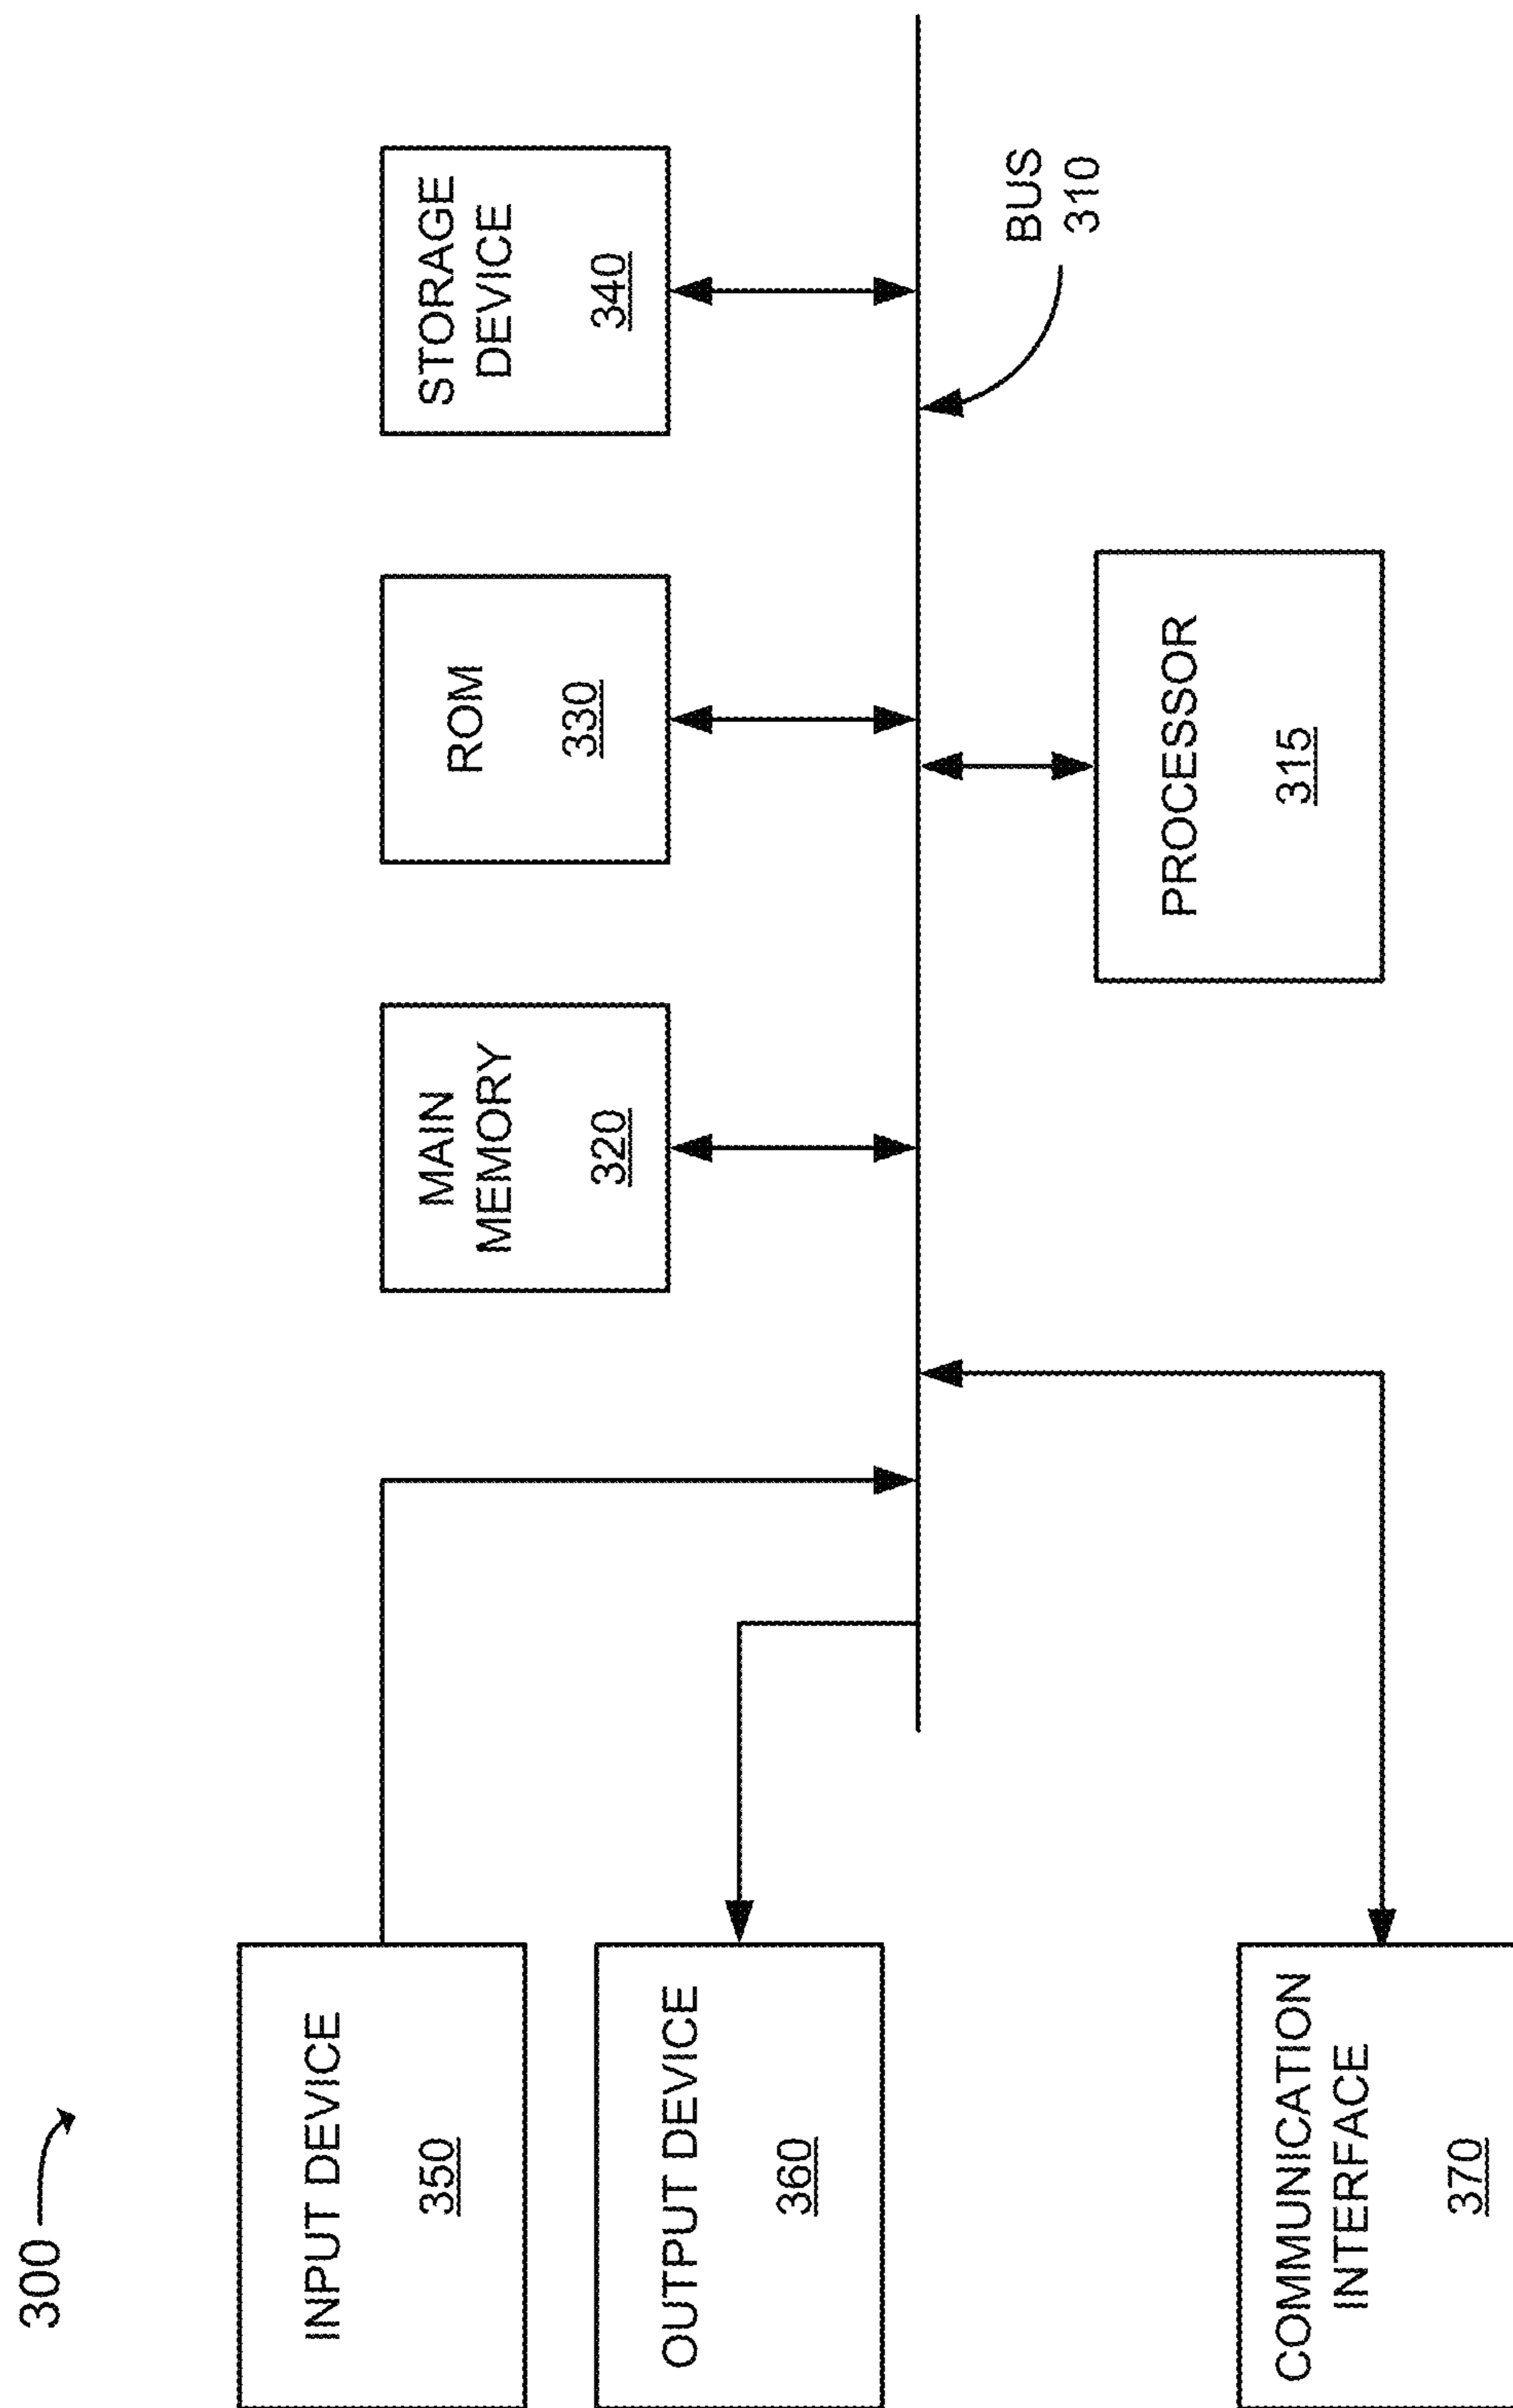 300
INPUT DEVICE
350
OUTPUT DEVICE
360
COMMUNICATION
INTERFACE
370
MAIN
MEMORY
320
ROM
330
STORAGE
DEVICE
340
PROCESSOR
315
BUS
310